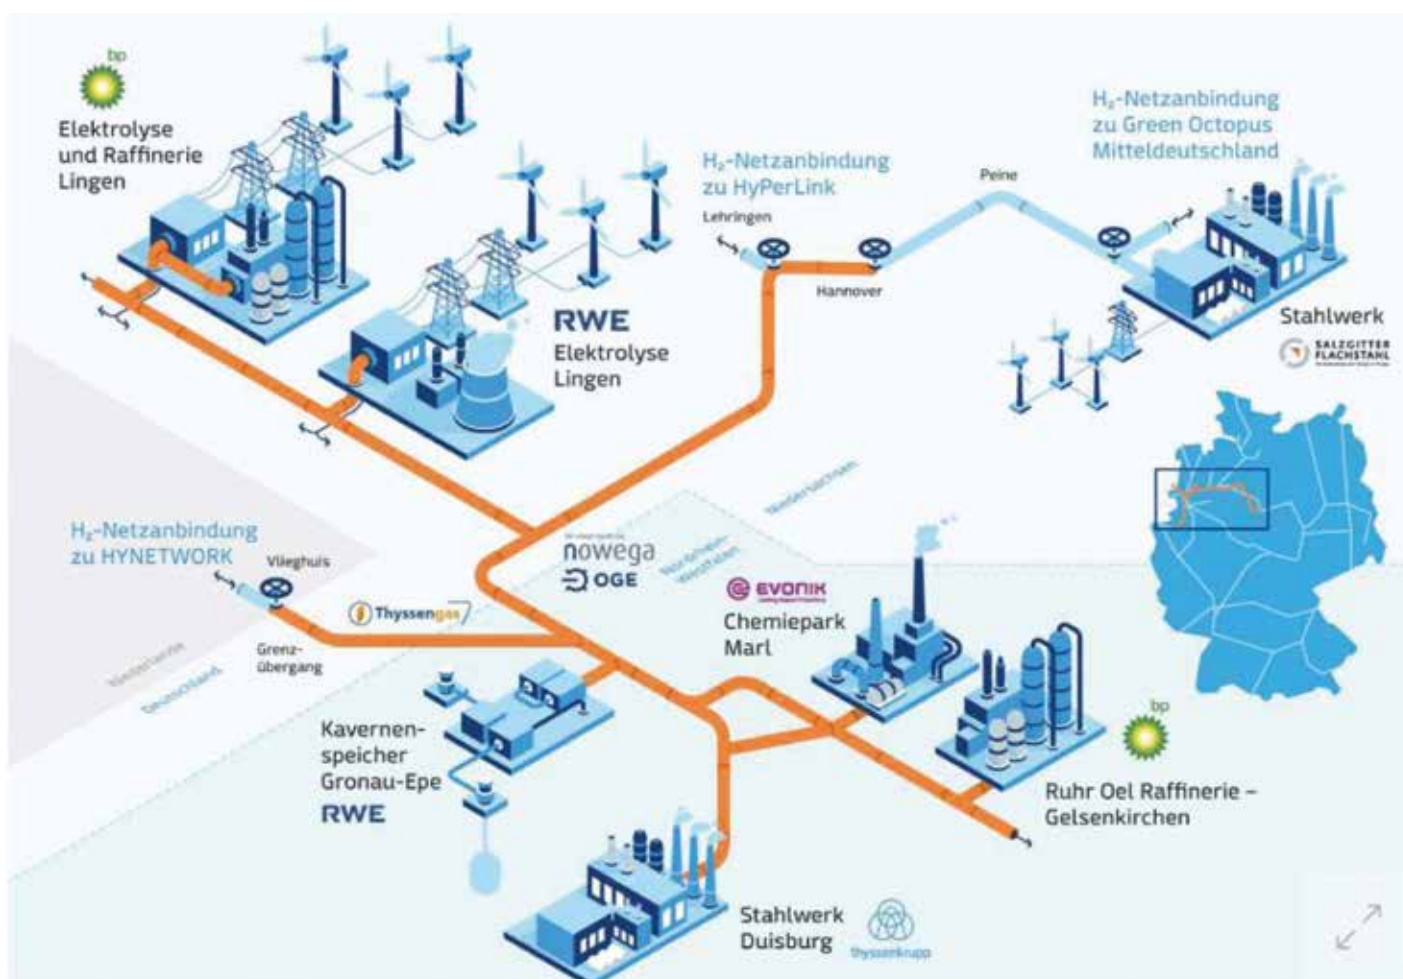 bp
Elektrolyse
und Raffinerie
Lingen
H₂-Netzanbindung
zu HyPerLink
Lehringen
Hannover
Peine
H₂-Netzanbindung
zu Green Octopus
Mitteldeutschland
Stahlwerk
SALZGITTER
FLACHSTAHL
RWE
Elektrolyse
Lingen
H₂-Netzanbindung
zu HYNETWORK
Vlieghuis
Grenz-
übergang
Niederlande
Deutschland
Thyssengas
nowega
OGE
Niedersachsen
Nordrhein-
Westfalen
EVONIK
Chemiepark
Marl
Kavernen-
speicher
Gronau-Epe
RWE
bp
Ruhr Oel Raffinerie –
Gelsenkirchen
Stahlwerk
Duisburg
thyssenkrupp